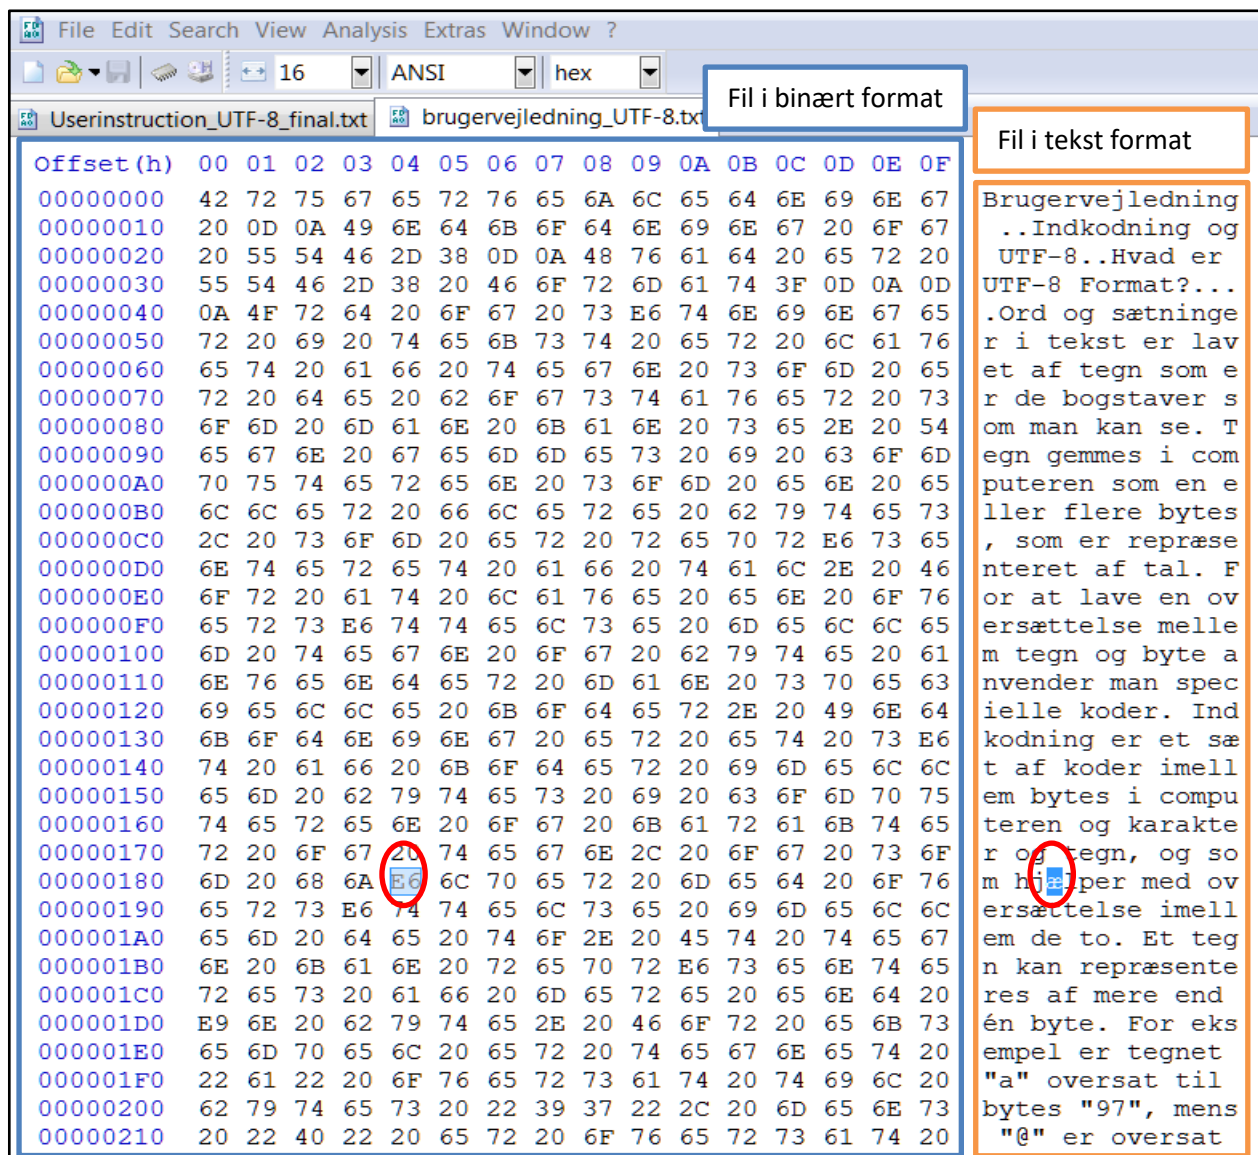 File Edit Search View Analysis Extras Window ?
16 ANSI hex
Fil i binært format
Userinstruction_UTF-8_final.txt brugervejledning_UTF-8.txt
Fil i tekst format
Offset(h) 00 01 02 03 04 05 06 07 08 09 0A 0B 0C 0D 0E 0F
00000000 42 72 75 67 65 72 76 65 6A 6C 65 64 6E 69 6E 67 Brugervejledning
00000010 20 0D 0A 49 6E 64 6B 6F 64 6E 69 6E 67 20 6F 67 ..Indkodning og
00000020 20 55 54 46 2D 38 0D 0A 48 76 61 64 20 65 72 20 UTF-8..Hvad er
00000030 55 54 46 2D 38 20 46 6F 72 6D 61 74 3F 0D 0A 0D UTF-8 Format?...
00000040 0A 4F 72 64 20 6F 67 20 73 E6 74 6E 69 6E 67 65 .Ord og sætninge
00000050 72 20 69 20 74 65 6B 73 74 20 65 72 20 6C 61 76 r i tekst er lav
00000060 65 74 20 61 66 20 74 65 67 6E 20 73 6F 6D 20 65 et af tegn som e
00000070 72 20 64 65 20 62 6F 67 73 74 61 76 65 72 20 73 r de bogstaver s
00000080 6F 6D 20 6D 61 6E 20 6B 61 6E 20 73 65 2E 20 54 om man kan se. T
00000090 65 67 6E 20 67 65 6D 6D 65 73 20 69 20 63 6F 6D egn gemmes i com
000000A0 70 75 74 65 72 65 6E 20 73 6F 6D 20 65 6E 20 65 puteren som en e
000000B0 6C 6C 65 72 20 66 6C 65 72 65 20 62 79 74 65 73 ller flere bytes
000000C0 2C 20 73 6F 6D 20 65 72 20 72 65 70 72 E6 73 65 , som er repræse
000000D0 6E 74 65 72 65 74 20 61 66 20 74 61 6C 2E 20 46 nteret af tal. F
000000E0 6F 72 20 61 74 20 6C 61 76 65 20 65 6E 20 6F 76 or at lave en ov
000000F0 65 72 73 E6 74 74 65 6C 73 65 20 6D 65 6C 6C 65 ersættelse melle
00000100 6D 20 74 65 67 6E 20 6F 67 20 62 79 74 65 20 61 m tegn og byte a
00000110 6E 76 65 6E 64 65 72 20 6D 61 6E 20 73 70 65 63 nvender man spec
00000120 69 65 6C 6C 65 20 6B 6F 64 65 72 2E 20 49 6E 64 ielle koder. Ind
00000130 6B 6F 64 6E 69 6E 67 20 65 72 20 65 74 20 73 E6 kodning er et sæ
00000140 74 20 61 66 20 6B 6F 64 65 72 20 69 6D 65 6C 6C t af koder imell
00000150 65 6D 20 62 79 74 65 73 20 69 20 63 6F 6D 70 75 em bytes i compu
00000160 74 65 72 65 6E 20 6F 67 20 6B 61 72 61 6B 74 65 teren og karakte
00000170 72 20 6F 67 20 74 65 67 6E 2C 20 6F 67 20 73 6F r og tegn, og so
00000180 6D 20 68 6A E6 6C 70 65 72 20 6D 65 64 20 6F 76 m hjælper med ov
00000190 65 72 73 E6 74 74 65 6C 73 65 20 69 6D 65 6C 6C ersættelse imell
000001A0 65 6D 20 64 65 20 74 6F 2E 20 45 74 20 74 65 67 em de to. Et teg
000001B0 6E 20 6B 61 6E 20 72 65 70 72 E6 73 65 6E 74 65 n kan repræsente
000001C0 72 65 73 20 61 66 20 6D 65 72 65 20 65 6E 64 20 res af mere end
000001D0 E9 6E 20 62 79 74 65 2E 20 46 6F 72 20 65 6B 73 én byte. For eks
000001E0 65 6D 70 65 6C 20 65 72 20 74 65 67 6E 65 74 20 empel er tegnet
000001F0 22 61 22 20 6F 76 65 72 73 61 74 20 74 69 6C 20 "a" oversat til
00000200 62 79 74 65 73 20 22 39 37 22 2C 20 6D 65 6E 73 bytes "97", mens
00000210 20 22 40 22 20 65 72 20 6F 76 65 72 73 61 74 20 "@" er oversat